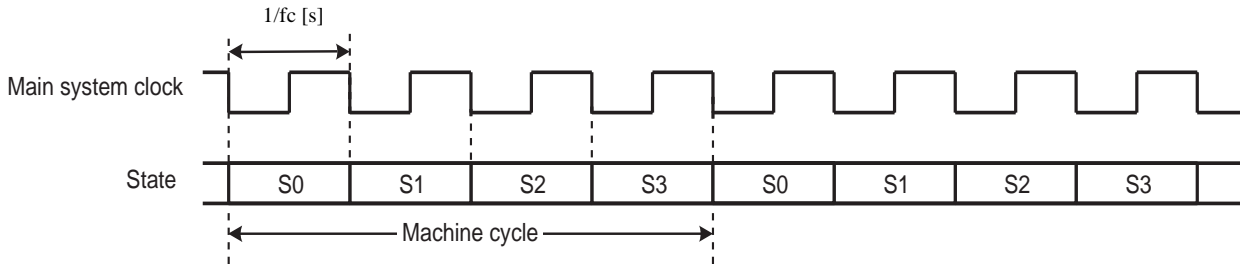 1/fc [s]
Main system clock
State S0 S1 S2 S3 S0 S1 S2 S3
Machine cycle